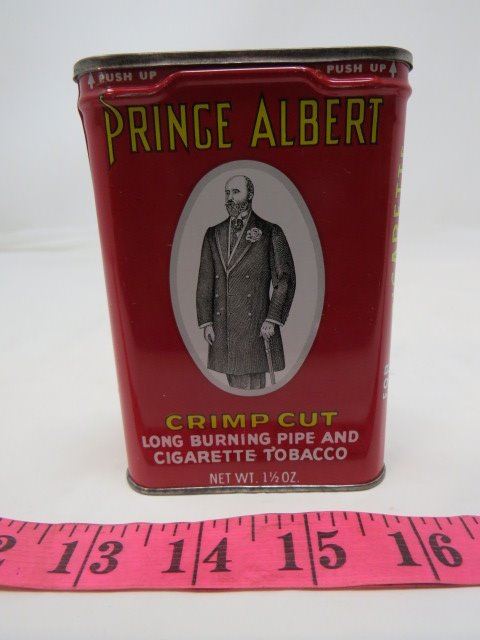 PUSH UP PUSH UP
PRINCE ALBERT
CRIMP CUT
LONG BURNING PIPE AND
CIGARETTE TOBACCO
NET WT. 1½ OZ.
FOR
13 14 15 16